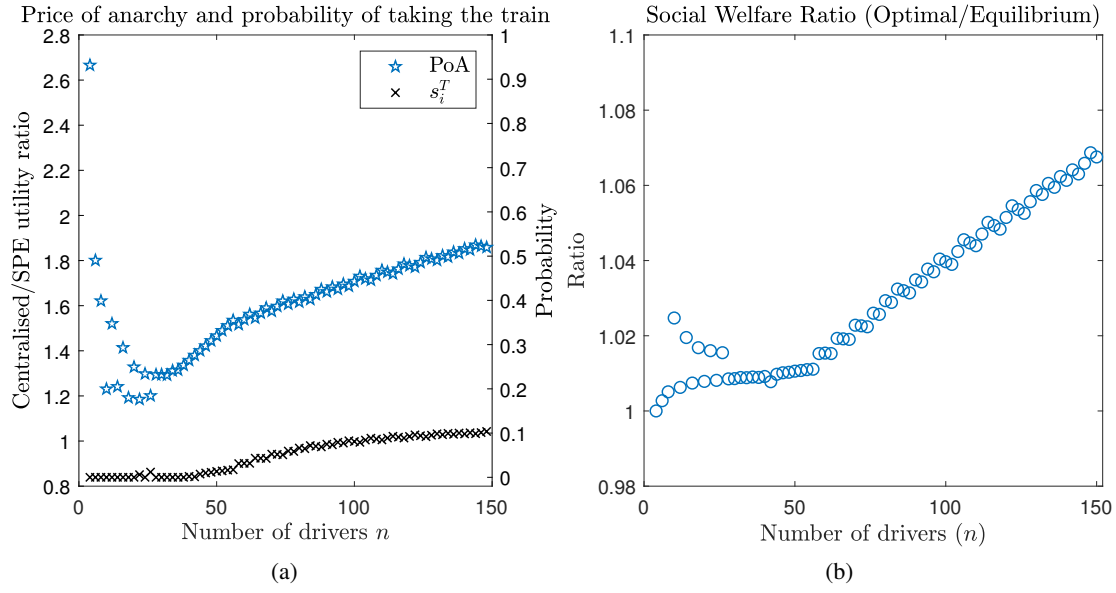 Price of anarchy and probability of taking the train
Centralised/SPE utility ratio
2.8
2.6
2.4
2.2
2
1.8
1.6
1.4
1.2
1
0.8
PoA
s_i^T
1
0.9
0.8
0.7
0.6
0.5
0.4
0.3
0.2
0.1
0
Probability
0 50 100 150
Number of drivers n
(a)
Social Welfare Ratio (Optimal/Equilibrium)
Ratio
1.1
1.08
1.06
1.04
1.02
1
0.98
0 50 100 150
Number of drivers (n)
(b)